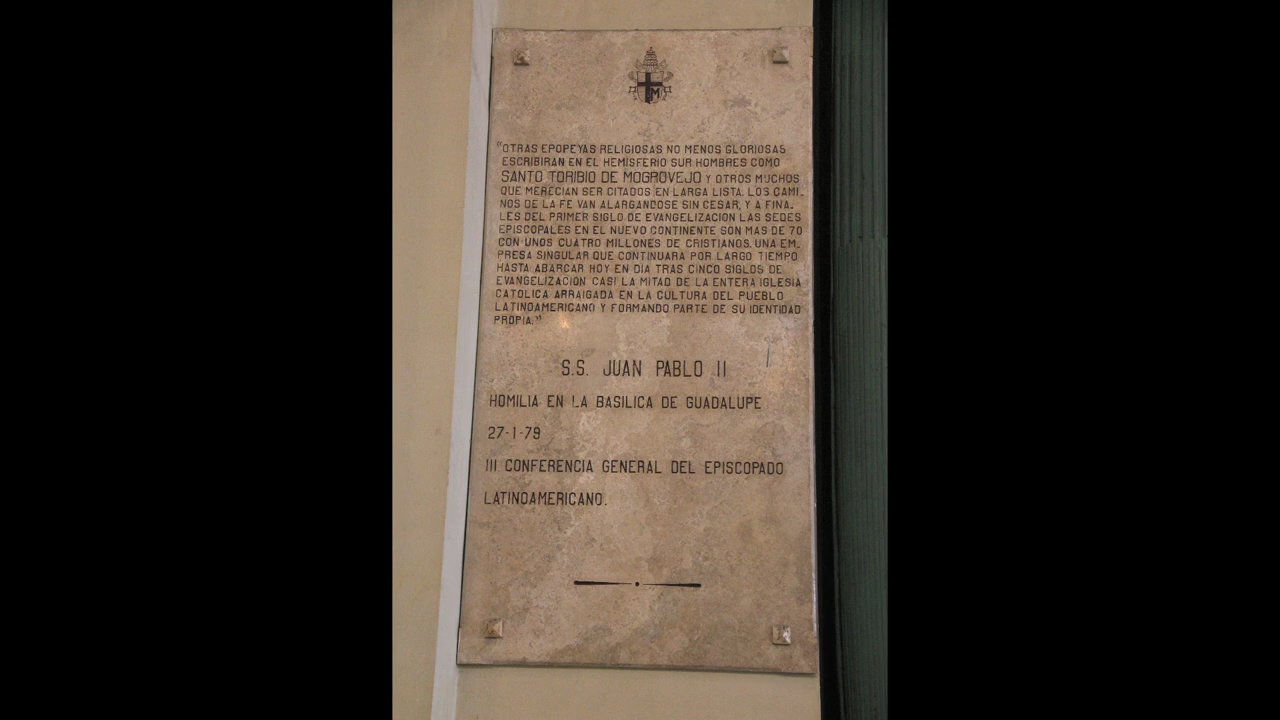 M
"OTRAS EPOPEYAS RELIGIOSAS NO MENOS GLORIOSAS
ESCRIBIRAN EN EL HEMISFERIO SUR HOMBRES COMO
SANTO TORIBIO DE MOGROVEJO Y OTROS MUCHOS
QUE MERECIAN SER CITADOS EN LARGA LISTA. LOS CAMI.
NOS DE LA FE VAN ALARGANDOSE SIN CESAR, Y A FINA.
LES DEL PRIMER SIGLO DE EVANGELIZACION LAS SEDES
EPISCOPALES EN EL NUEVO CONTINENTE SON MAS DE 70
CON UNOS CUATRO MILLONES DE CRISTIANOS. UNA EM.
PRESA SINGULAR QUE CONTINUARA POR LARGO TIEMPO
HASTA ABARCAR HOY EN DIA TRAS CINCO SIGLOS DE
EVANGELIZACION CASI LA MITAD DE LA ENTERA IGLESIA
CATOLICA ARRAIGADA EN LA CULTURA DEL PUEBLO
LATINOAMERICANO Y FORMANDO PARTE DE SU IDENTIDAD
PROPIA."
S.S. JUAN PABLO II
HOMILIA EN LA BASILICA DE GUADALUPE
27-1-79
III CONFERENCIA GENERAL DEL EPISCOPADO
LATINOAMERICANO.